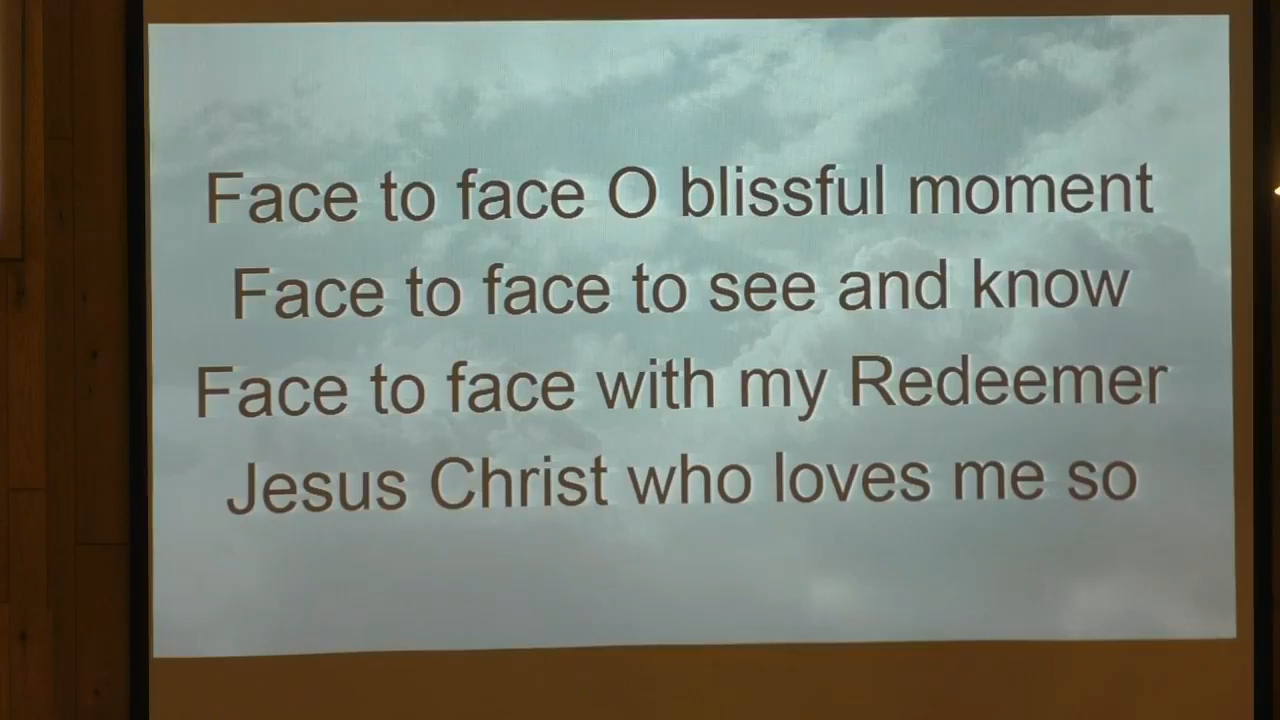 Face to face O blissful moment
Face to face to see and know
Face to face with my Redeemer
Jesus Christ who loves me so